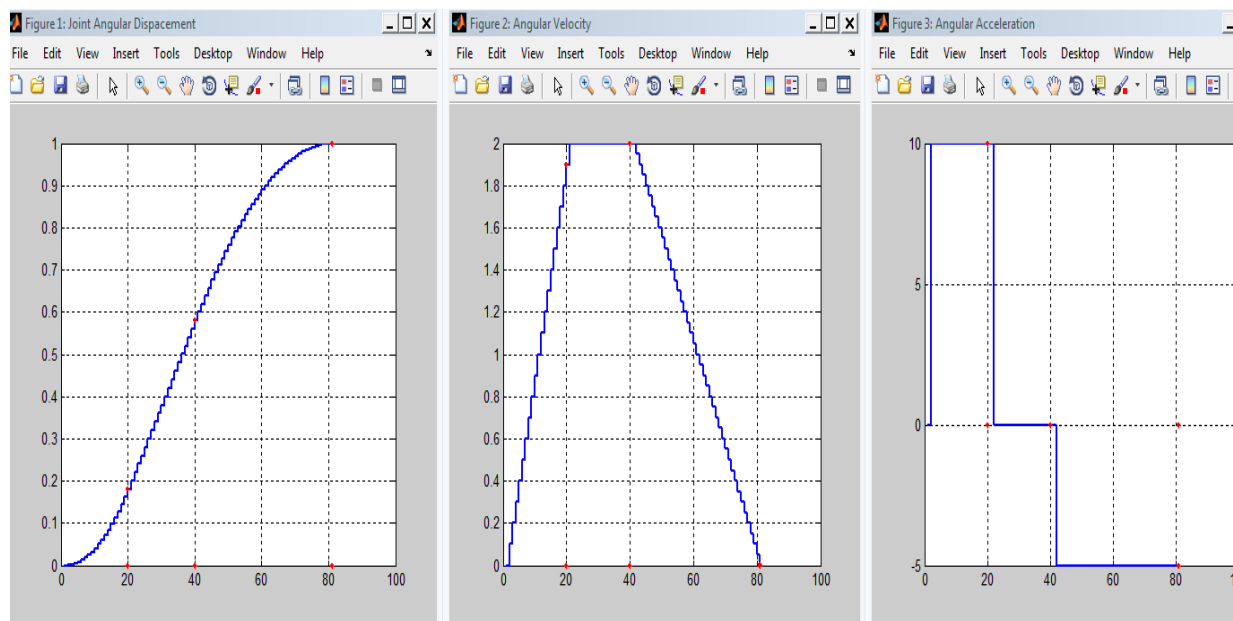 Figure 1: Joint Angular Dispacement
File Edit View Insert Tools Desktop Window Help
1
0.9
0.8
0.7
0.6
0.5
0.4
0.3
0.2
0.1
0
0 20 40 60 80 100
Figure 2: Angular Velocity
File Edit View Insert Tools Desktop Window Help
2
1.8
1.6
1.4
1.2
1
0.8
0.6
0.4
0.2
0
0 20 40 60 80 100
Figure 3: Angular Acceleration
File Edit View Insert Tools Desktop Window Help
10
5
0
-5
0 20 40 60 80